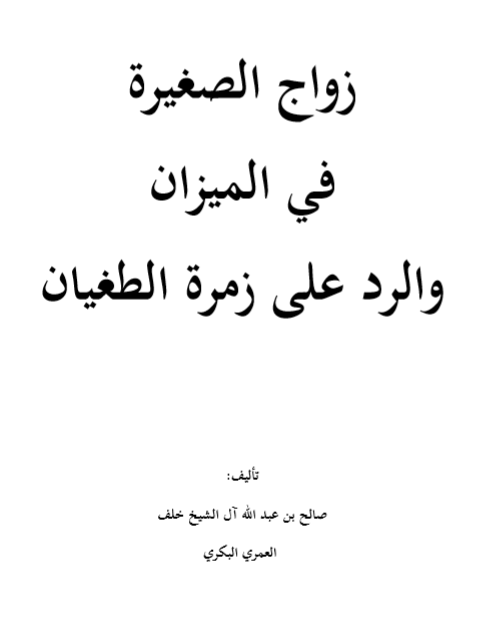 زواج الصغيرة
في الميزان
والرد على زمرة الطغيان
تأليف:
صالح بن عبد الله آل الشيخ خلف
العمري البكري